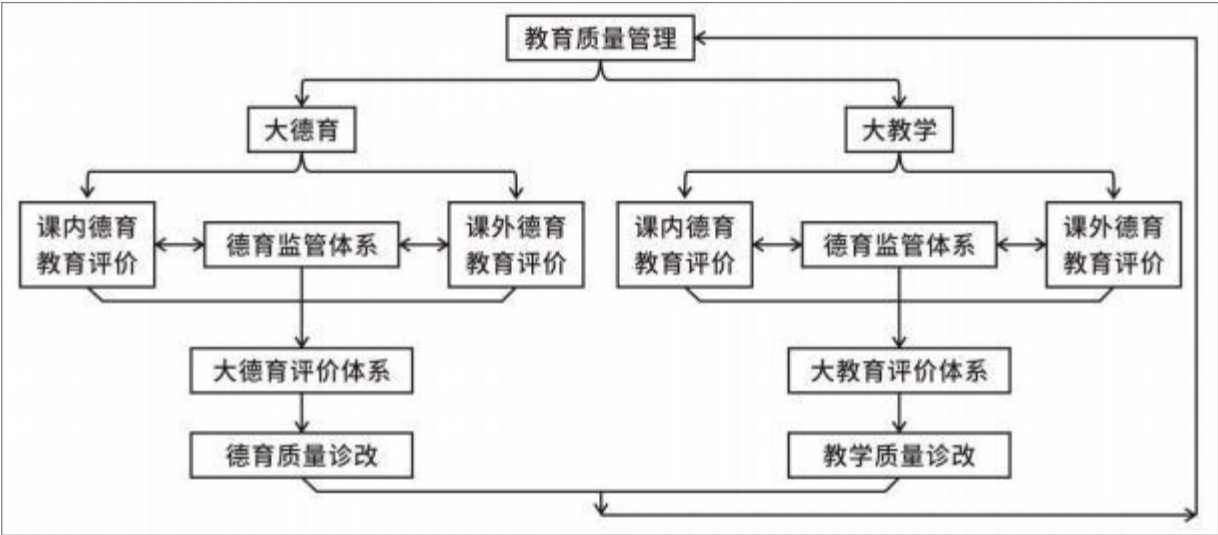 教育质量管理
大德育
大教学
课内德育
教育评价
德育监管体系
课外德育
教育评价
课内德育
教育评价
德育监管体系
课外德育
教育评价
大德育评价体系
大教育评价体系
德育质量诊改
教学质量诊改